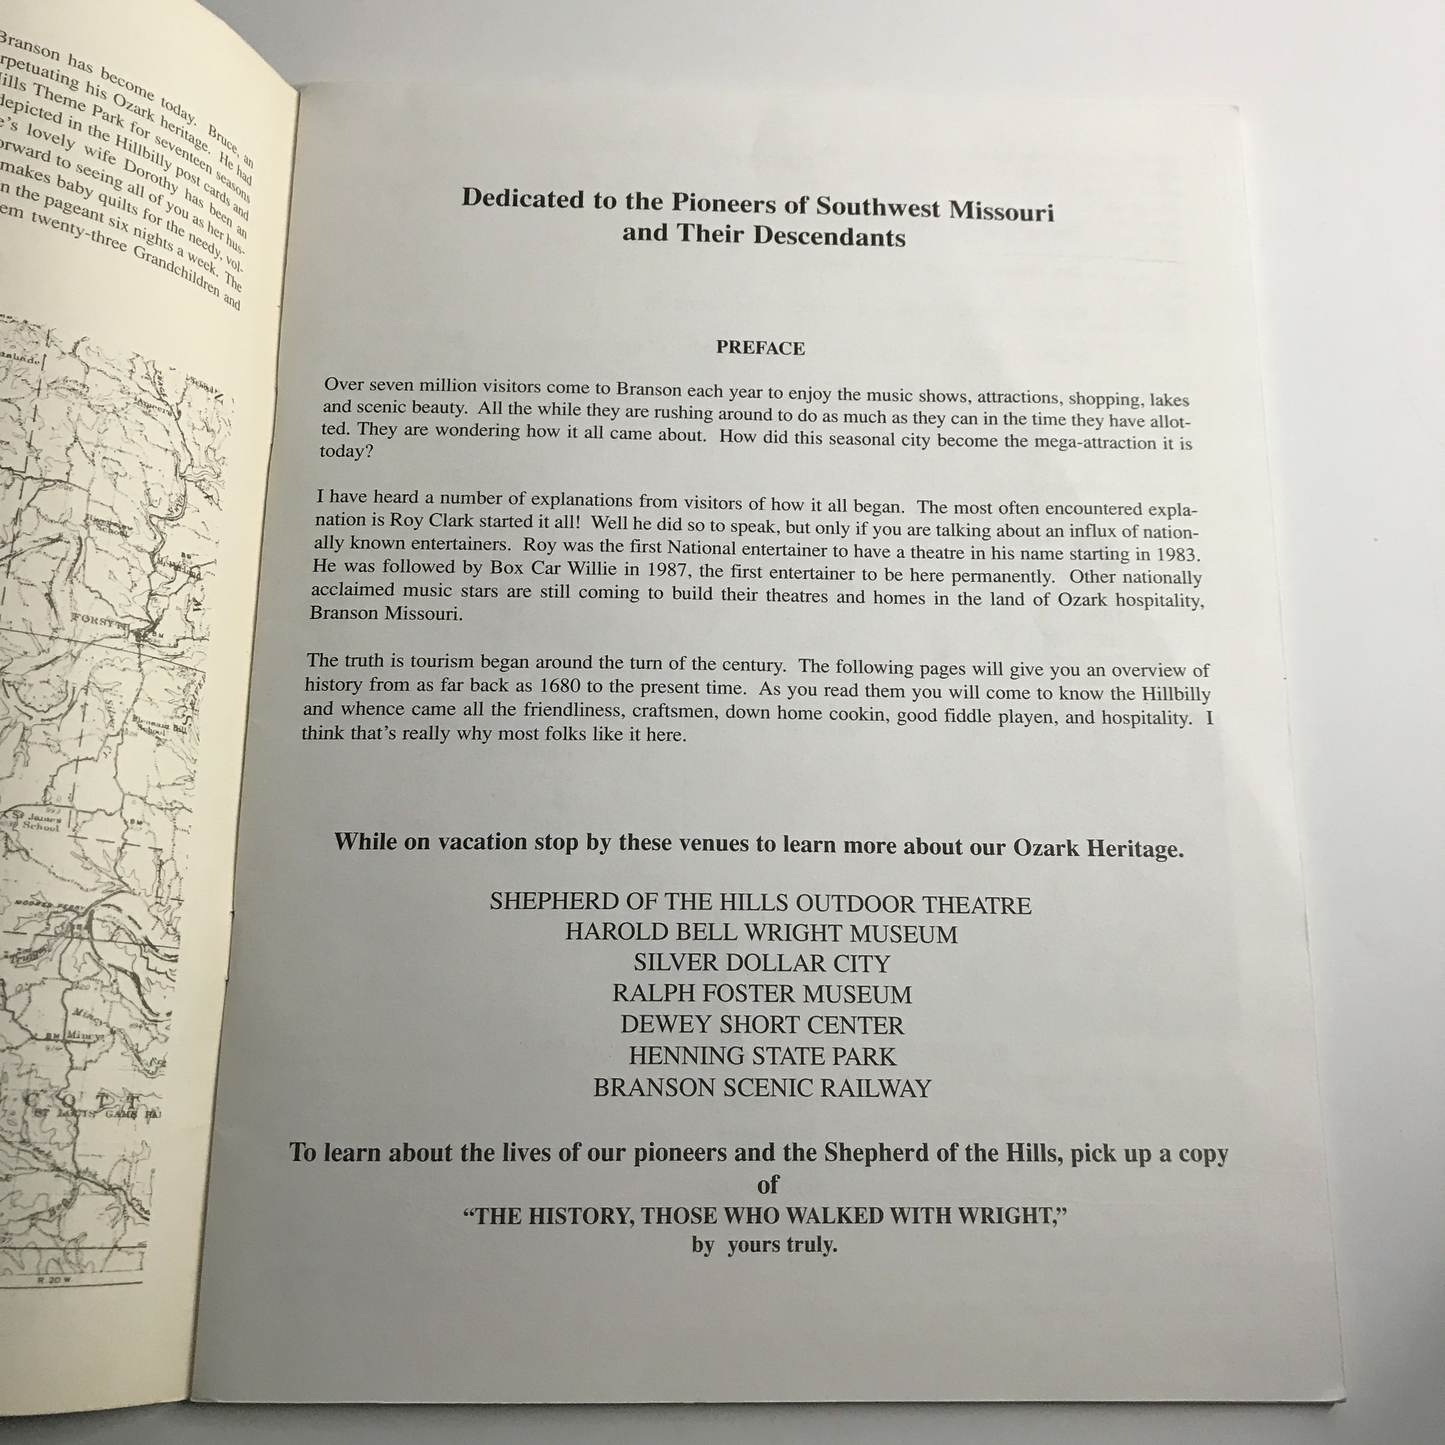 Branson has become today. Bruce, an
rpetuating his Ozark heritage. He had
Hills Theme Park for seventeen seasons
depicted in the Hillbilly post cards and
e's lovely wife Dorothy has been an
orward to seeing all of you as her hus-
makes baby quilts for the needy, vol-
n the pageant six nights a week. The
em twenty-three Grandchildren and
FORSYTH
St James
School
Mincy
Mincy
R 20 W
Dedicated to the Pioneers of Southwest Missouri
and Their Descendants
PREFACE
Over seven million visitors come to Branson each year to enjoy the music shows, attractions, shopping, lakes
and scenic beauty. All the while they are rushing around to do as much as they can in the time they have allot-
ted. They are wondering how it all came about. How did this seasonal city become the mega-attraction it is
today?
I have heard a number of explanations from visitors of how it all began. The most often encountered expla-
nation is Roy Clark started it all! Well he did so to speak, but only if you are talking about an influx of nation-
ally known entertainers. Roy was the first National entertainer to have a theatre in his name starting in 1983.
He was followed by Box Car Willie in 1987, the first entertainer to be here permanently. Other nationally
acclaimed music stars are still coming to build their theatres and homes in the land of Ozark hospitality,
Branson Missouri.
The truth is tourism began around the turn of the century. The following pages will give you an overview of
history from as far back as 1680 to the present time. As you read them you will come to know the Hillbilly
and whence came all the friendliness, craftsmen, down home cookin, good fiddle playen, and hospitality. I
think that's really why most folks like it here.
While on vacation stop by these venues to learn more about our Ozark Heritage.
SHEPHERD OF THE HILLS OUTDOOR THEATRE
HAROLD BELL WRIGHT MUSEUM
SILVER DOLLAR CITY
RALPH FOSTER MUSEUM
DEWEY SHORT CENTER
HENNING STATE PARK
BRANSON SCENIC RAILWAY
To learn about the lives of our pioneers and the Shepherd of the Hills, pick up a copy
of
“THE HISTORY, THOSE WHO WALKED WITH WRIGHT,”
by yours truly.